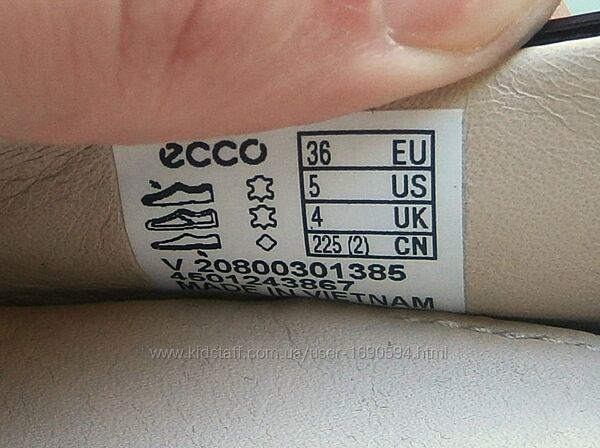 ecco
36 EU
5 US
4 UK
225 (2) CN
V 20800301385
4501243867
MADE IN VIETNAM
www.kidstaff.com.ua/user-1690594.html